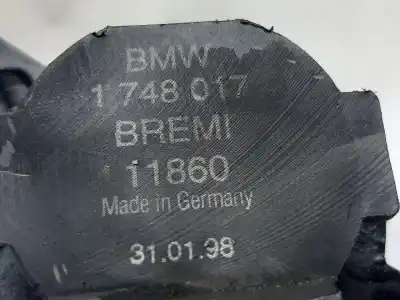 BMW
1 748 017
BREMI
11860
Made in Germany
31.01.98